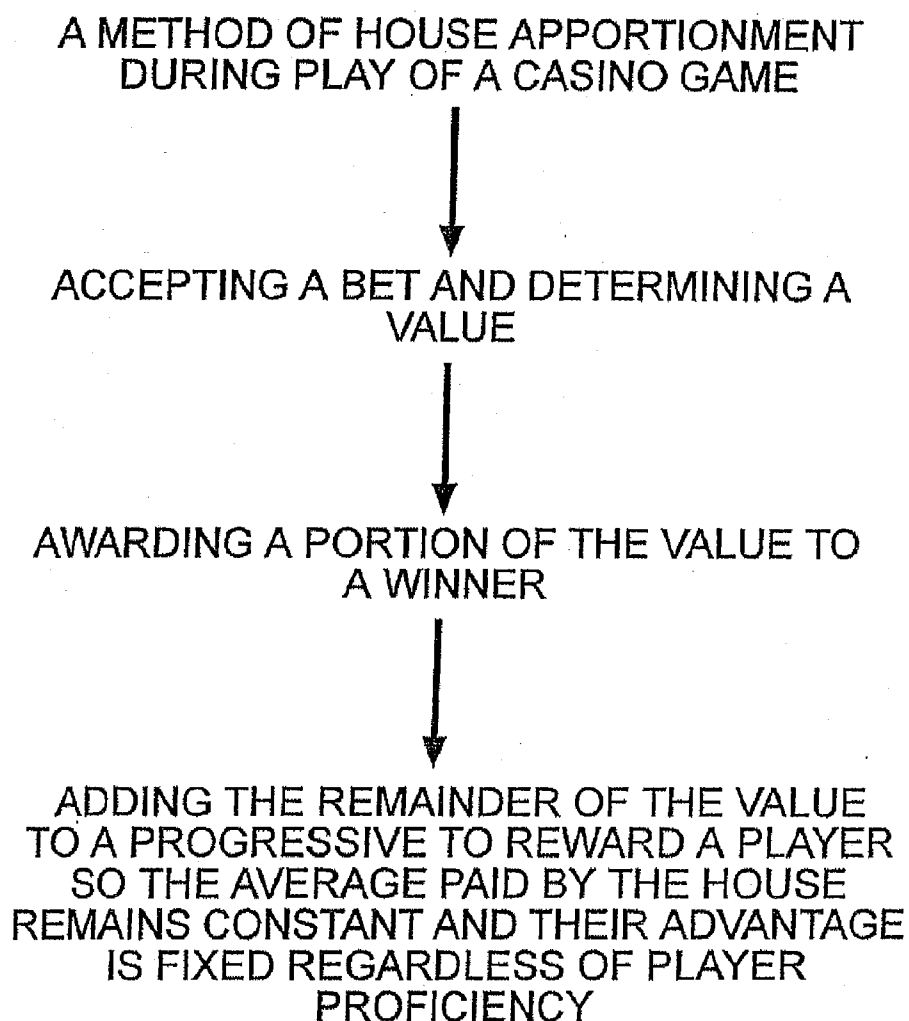 A METHOD OF HOUSE APPORTIONMENT
DURING PLAY OF A CASINO GAME
ACCEPTING A BET AND DETERMINING A
VALUE
AWARDING A PORTION OF THE VALUE TO
A WINNER
ADDING THE REMAINDER OF THE VALUE
TO A PROGRESSIVE TO REWARD A PLAYER
SO THE AVERAGE PAID BY THE HOUSE
REMAINS CONSTANT AND THEIR ADVANTAGE
IS FIXED REGARDLESS OF PLAYER
PROFICIENCY